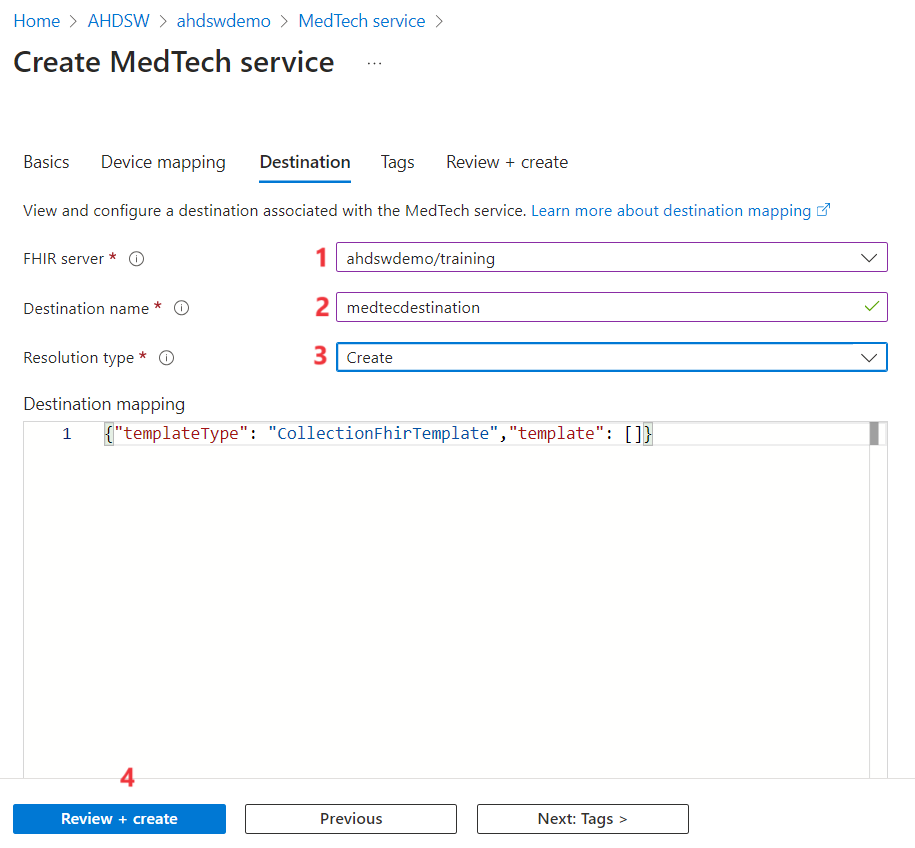 Home > AHDSW > ahdswdemo > MedTech service >
Create MedTech service ...
Basics Device mapping Destination Tags Review + create
View and configure a destination associated with the MedTech service. Learn more about destination mapping
FHIR server * 1 ahdswdemo/training
Destination name * 2 medtecdestination
Resolution type * 3 Create
Destination mapping
1 {"templateType": "CollectionFhirTemplate","template": []}
4
Review + create Previous Next: Tags >